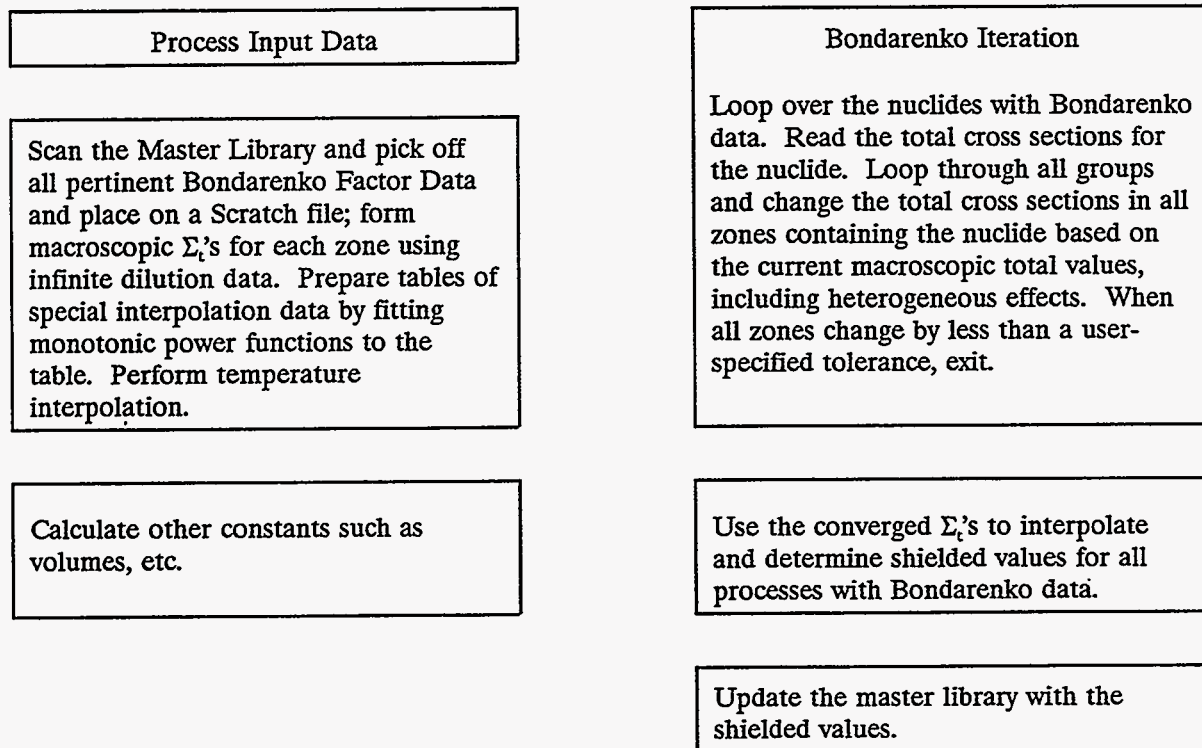 Process Input Data
Scan the Master Library and pick off
all pertinent Bondarenko Factor Data
and place on a Scratch file; form
macroscopic Σₜ's for each zone using
infinite dilution data. Prepare tables of
special interpolation data by fitting
monotonic power functions to the
table. Perform temperature
interpolation.
Calculate other constants such as
volumes, etc.
Bondarenko Iteration
Loop over the nuclides with Bondarenko
data. Read the total cross sections for
the nuclide. Loop through all groups
and change the total cross sections in all
zones containing the nuclide based on
the current macroscopic total values,
including heterogeneous effects. When
all zones change by less than a user-
specified tolerance, exit.
Use the converged Σₜ's to interpolate
and determine shielded values for all
processes with Bondarenko data.
Update the master library with the
shielded values.